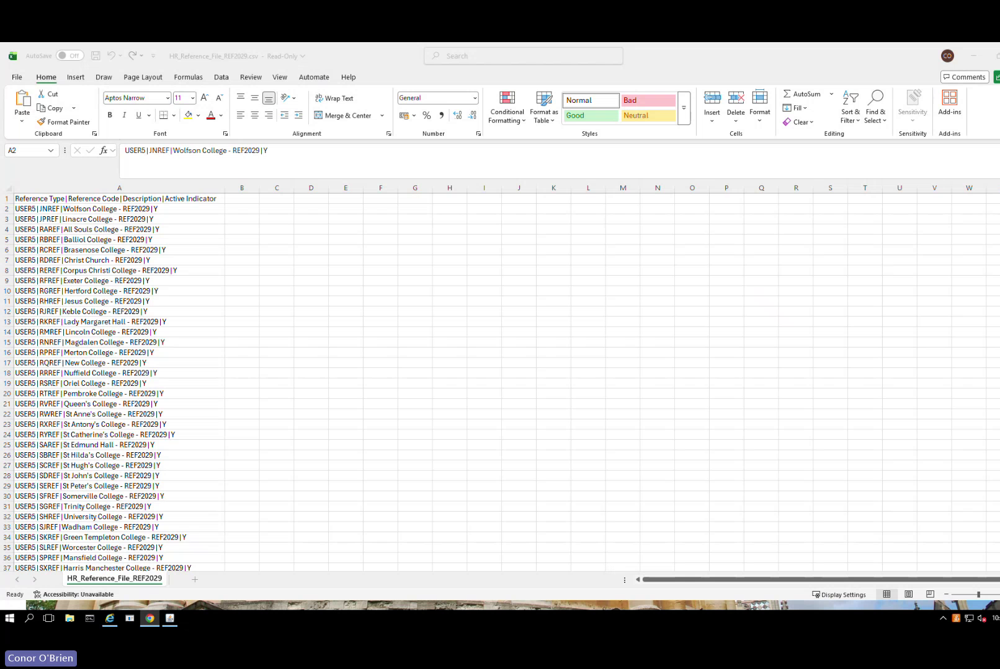 AutoSave Off HR_Reference_File_REF2029.csv - Read-Only Search CO
File Home Insert Draw Page Layout Formulas Data Review View Automate Help Comments
Paste Cut Copy Format Painter Clipboard
Aptos Narrow 11 A A B I U A Font
ab Wrap Text Merge & Center Alignment
General % , Number
Conditional Formatting Format as Table Normal Bad Good Neutral Styles
Insert Delete Format Cells
AutoSum Fill Clear Sort & Filter Find & Select Editing
Sensitivity Sensitivity
Add-ins Add-ins
A2 fx USER5|JNREF|Wolfson College - REF2029|Y
A B C D E F G H I J K L M N O P Q R S T U V W
1 Reference Type|Reference Code|Description|Active Indicator
2 USER5|JNREF|Wolfson College - REF2029|Y
3 USER5|JPREF|Linacre College - REF2029|Y
4 USER5|RAREF|All Souls College - REF2029|Y
5 USER5|RBREF|Balliol College - REF2029|Y
6 USER5|RCREF|Brasenose College - REF2029|Y
7 USER5|RDREF|Christ Church - REF2029|Y
8 USER5|REREF|Corpus Christi College - REF2029|Y
9 USER5|RFREF|Exeter College - REF2029|Y
10 USER5|RGREF|Hertford College - REF2029|Y
11 USER5|RHREF|Jesus College - REF2029|Y
12 USER5|RJREF|Keble College - REF2029|Y
13 USER5|RKREF|Lady Margaret Hall - REF2029|Y
14 USER5|RMREF|Lincoln College - REF2029|Y
15 USER5|RNREF|Magdalen College - REF2029|Y
16 USER5|RPREF|Merton College - REF2029|Y
17 USER5|RQREF|New College - REF2029|Y
18 USER5|RRREF|Nuffield College - REF2029|Y
19 USER5|RSREF|Oriel College - REF2029|Y
20 USER5|RTREF|Pembroke College - REF2029|Y
21 USER5|RVREF|Queen's College - REF2029|Y
22 USER5|RWREF|St Anne's College - REF2029|Y
23 USER5|RXREF|St Antony's College - REF2029|Y
24 USER5|RYREF|St Catherine's College - REF2029|Y
25 USER5|SAREF|St Edmund Hall - REF2029|Y
26 USER5|SBREF|St Hilda's College - REF2029|Y
27 USER5|SCREF|St Hugh's College - REF2029|Y
28 USER5|SDREF|St John's College - REF2029|Y
29 USER5|SEREF|St Peter's College - REF2029|Y
30 USER5|SFREF|Somerville College - REF2029|Y
31 USER5|SGREF|Trinity College - REF2029|Y
32 USER5|SHREF|University College - REF2029|Y
33 USER5|SJREF|Wadham College - REF2029|Y
34 USER5|SKREF|Green Templeton College - REF2029|Y
35 USER5|SLREF|Worcester College - REF2029|Y
36 USER5|SPREF|Mansfield College - REF2029|Y
37 USER5|SXREF|Harris Manchester College - REF2029|Y
HR_Reference_File_REF2029
Ready Accessibility: Unavailable Display Settings
Conor O'Brien